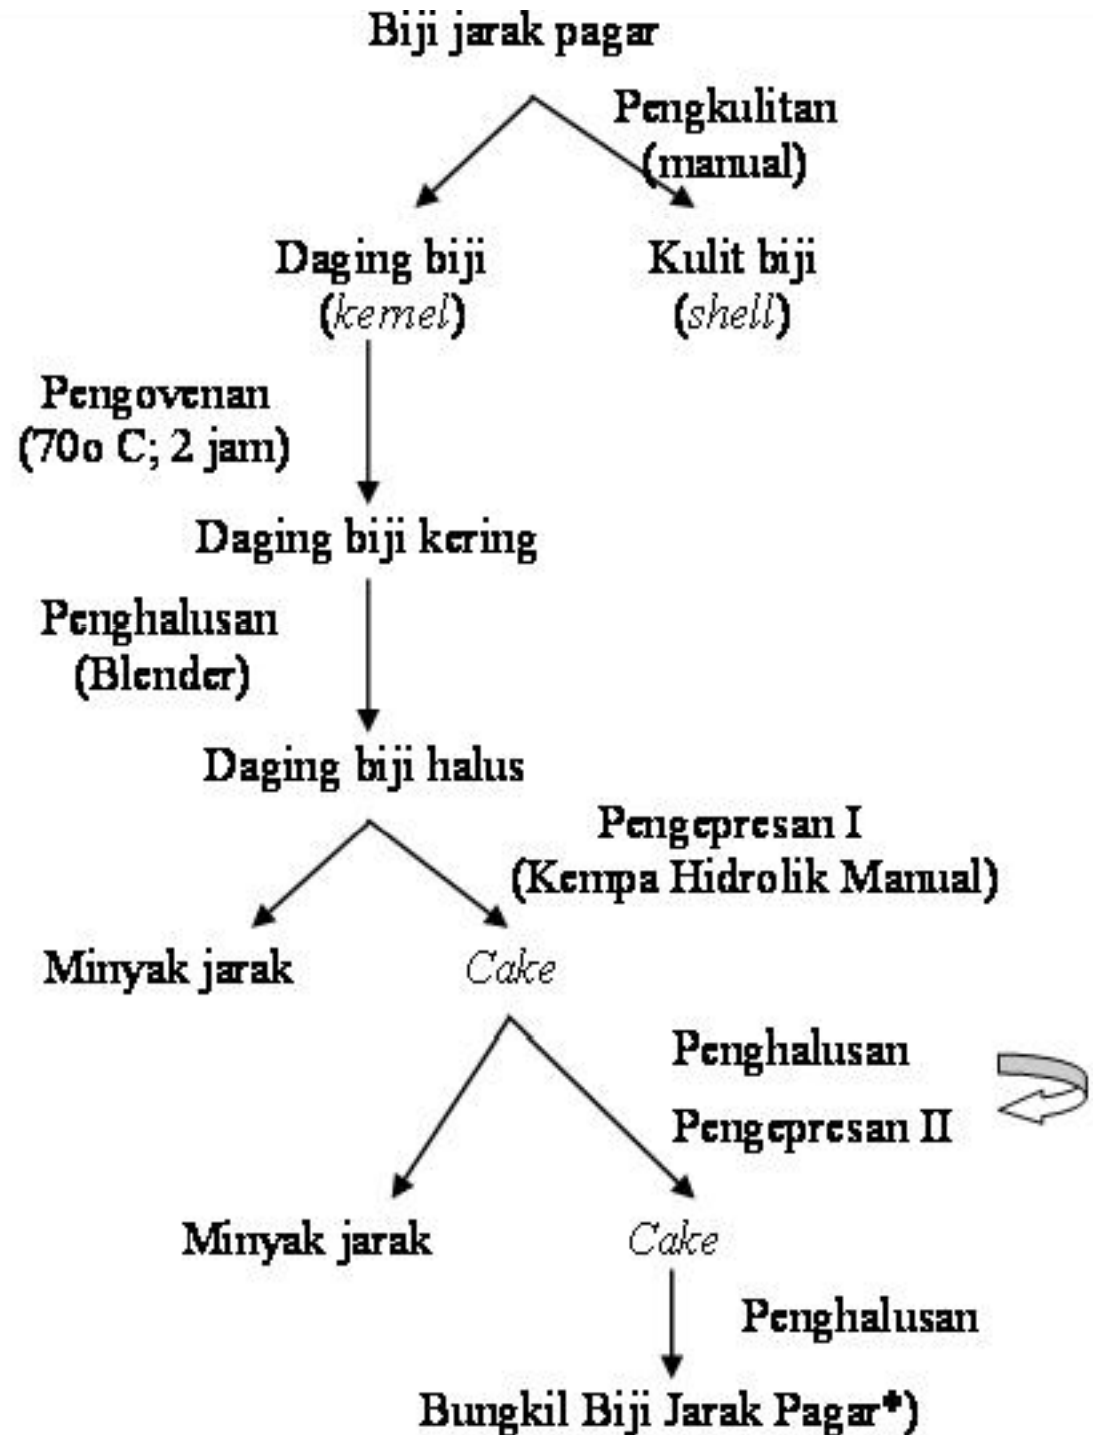 Biji jarak pagar
Pengkulitan
(manual)
Daging biji
(kernel)
Kulit biji
(shell)
Pengovenan
(70o C; 2 jam)
Daging biji kering
Penghalusan
(Blender)
Daging biji halus
Pengepresan I
(Kempa Hidrolik Manual)
Minyak jarak
Cake
Penghalusan
Pengepresan II
Minyak jarak
Cake
Penghalusan
Bungkil Biji Jarak Pagar*)